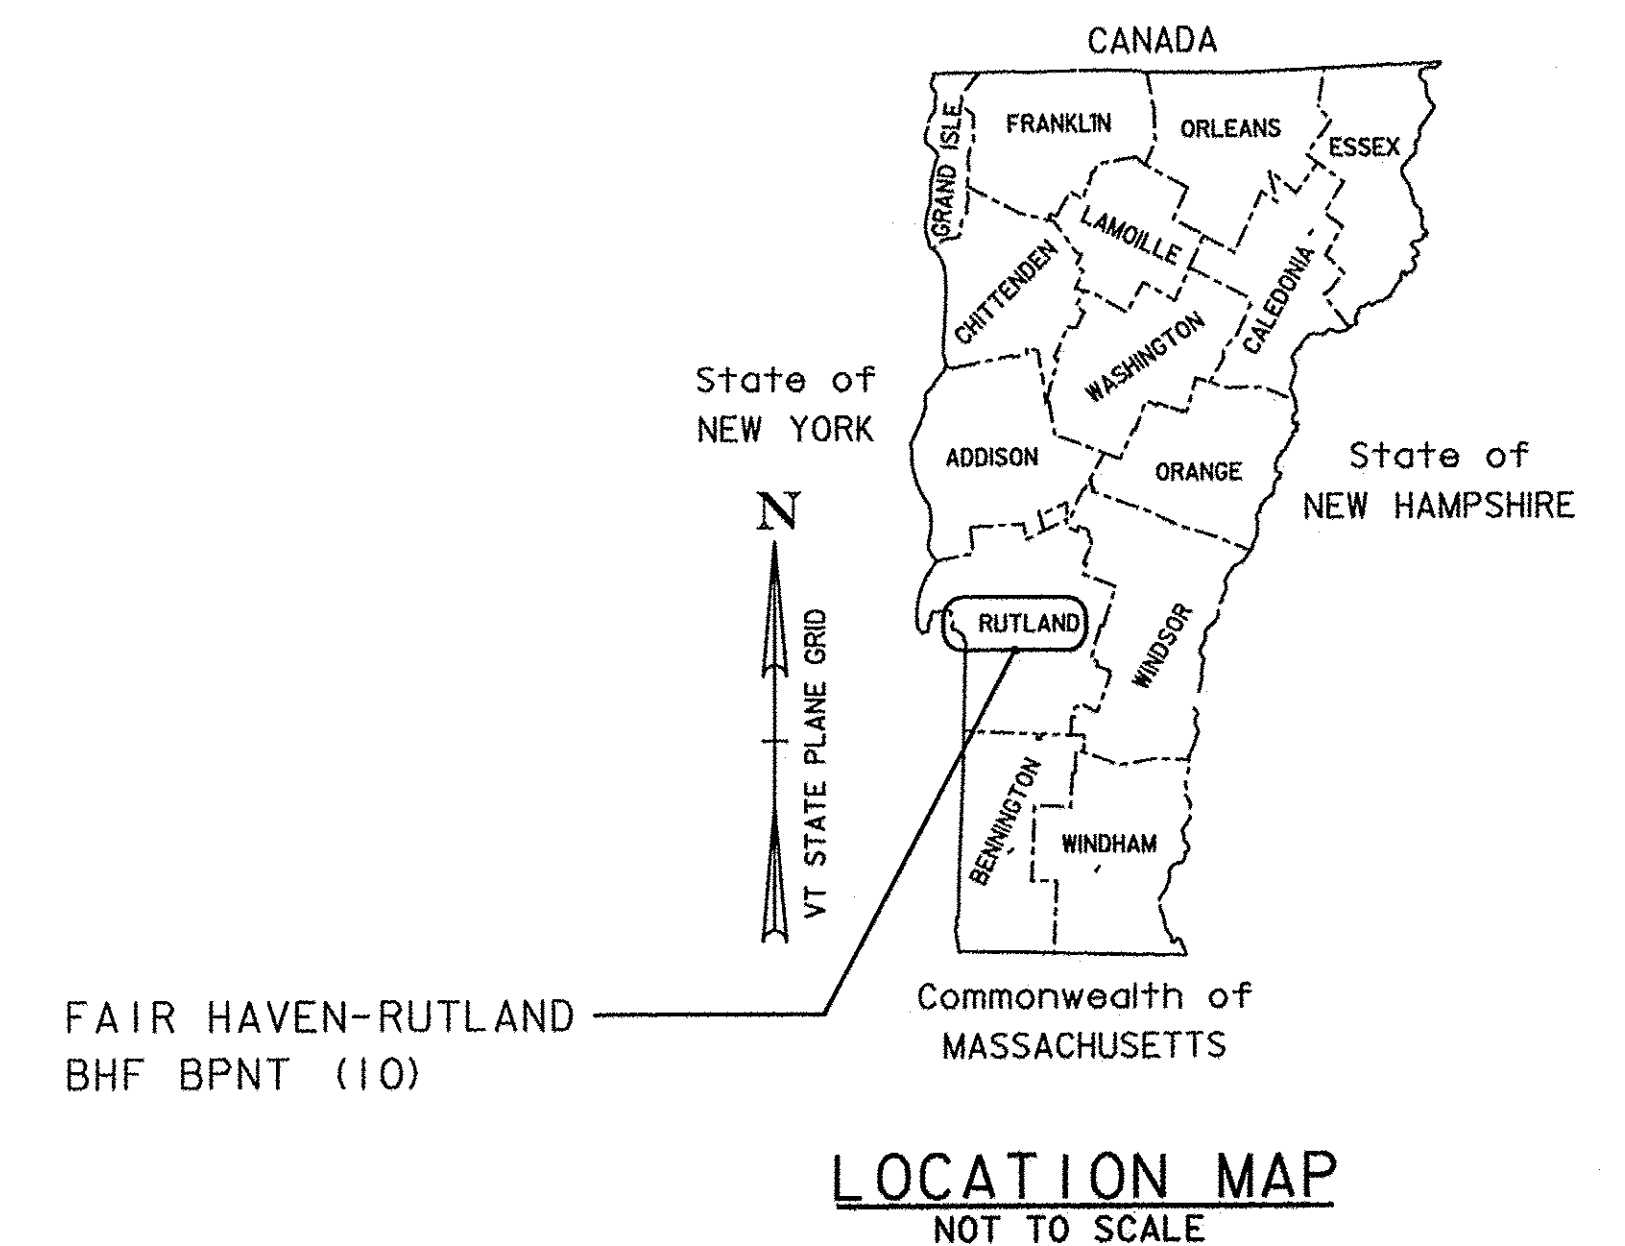 CANADA
GRAND ISLE
FRANKLIN
ORLEANS
ESSEX
LAMOILLE
CHITTENDEN
CALEDONIA
WASHINGTON
State of
NEW YORK
ADDISON
ORANGE
State of
NEW HAMPSHIRE
N
VT STATE PLANE GRID
RUTLAND
WINDSOR
BENNINGTON
WINDHAM
Commonwealth of
MASSACHUSETTS
FAIR HAVEN-RUTLAND
BHF BPNT (10)
LOCATION MAP
NOT TO SCALE